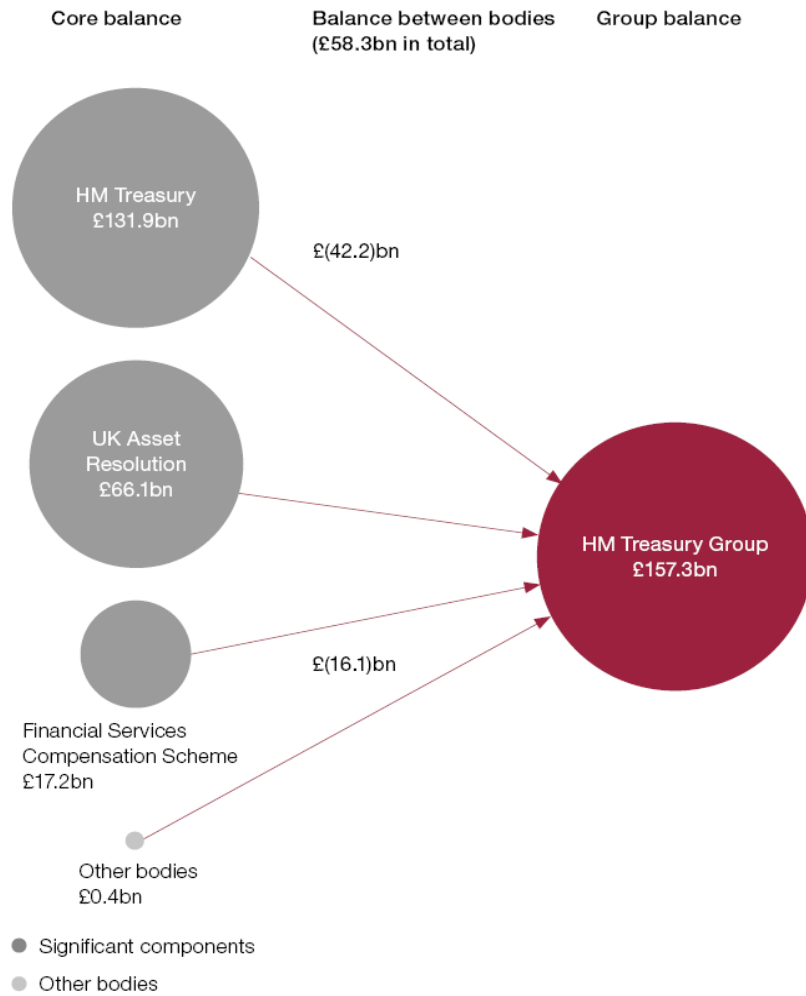 Core balance
Balance between bodies
(£58.3bn in total)
Group balance
HM Treasury
£131.9bn
£(42.2)bn
UK Asset
Resolution
£66.1bn
HM Treasury Group
£157.3bn
£(16.1)bn
Financial Services
Compensation Scheme
£17.2bn
Other bodies
£0.4bn
Significant components
Other bodies